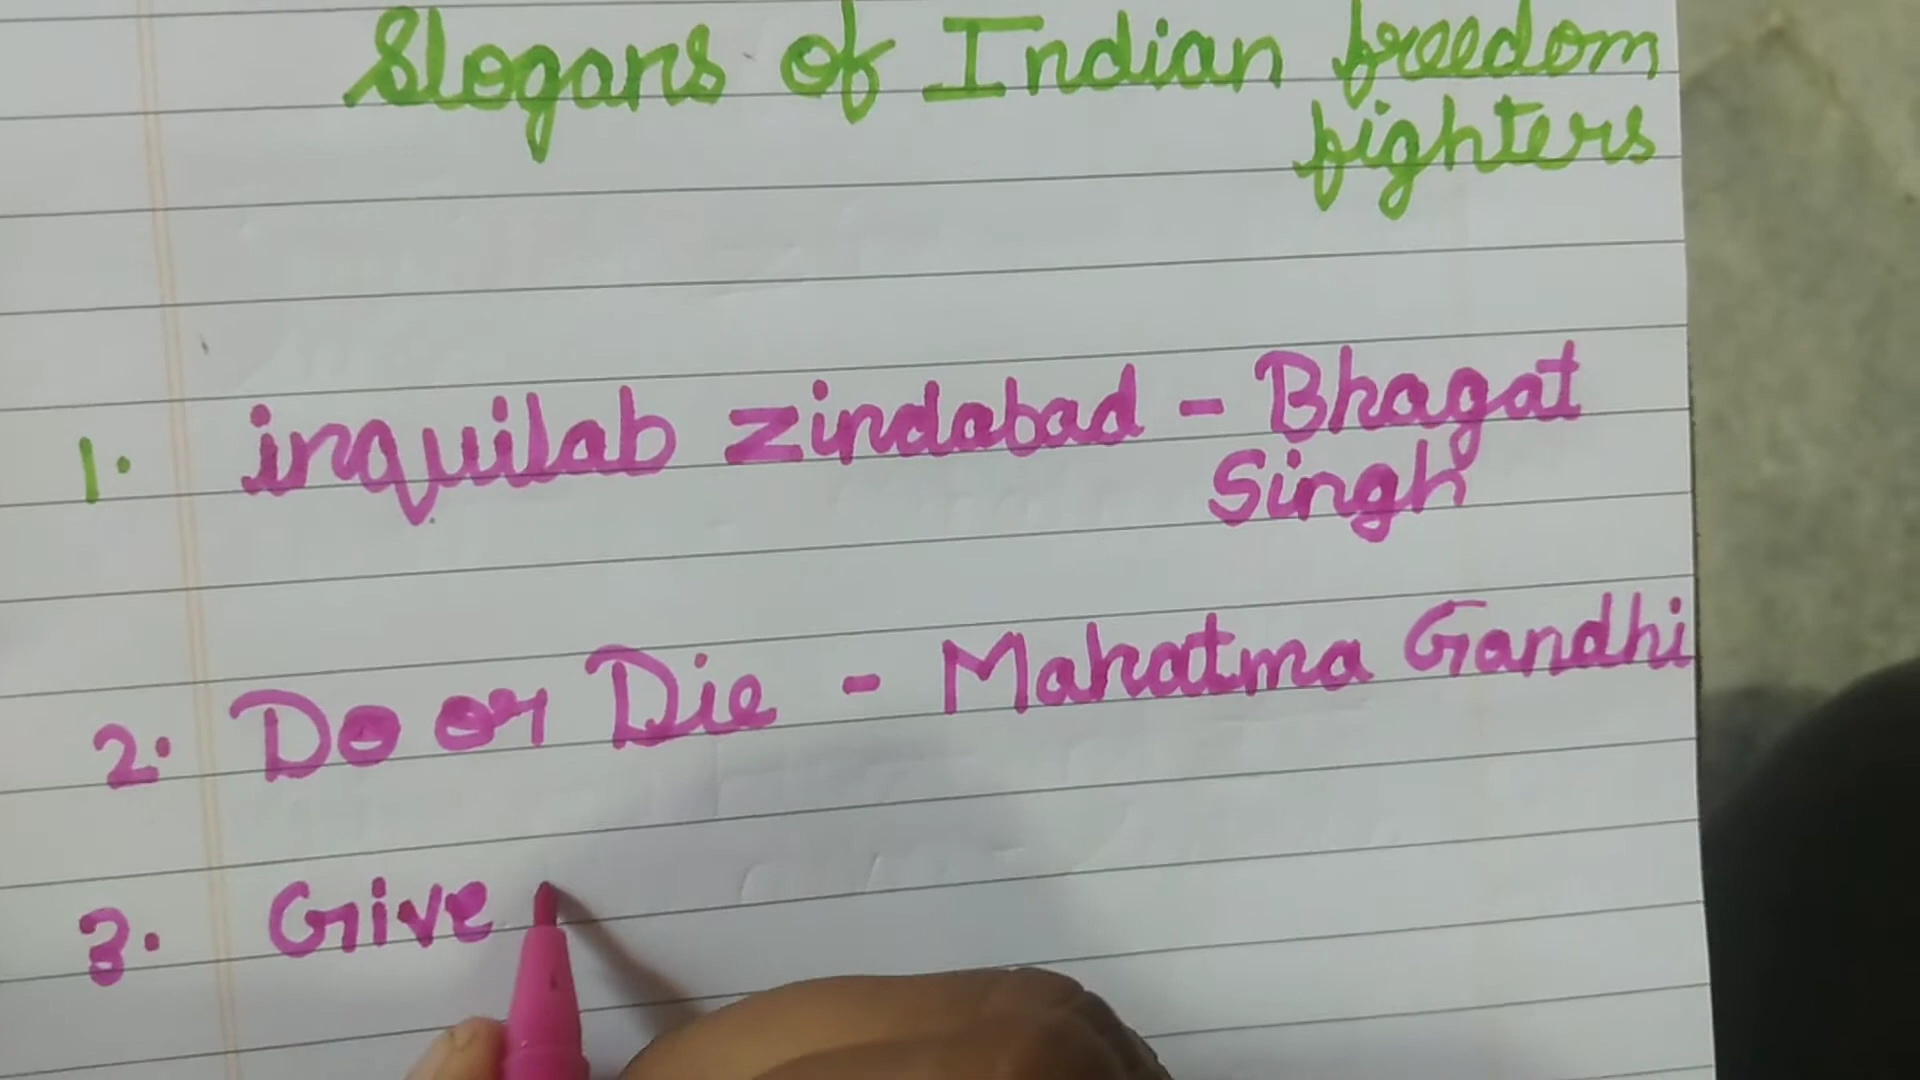 Slogans of Indian freedom
fighters
1. inquilab zindabad - Bhagat
Singh
2. Do or Die - Mahatma Gandhi
3. Give